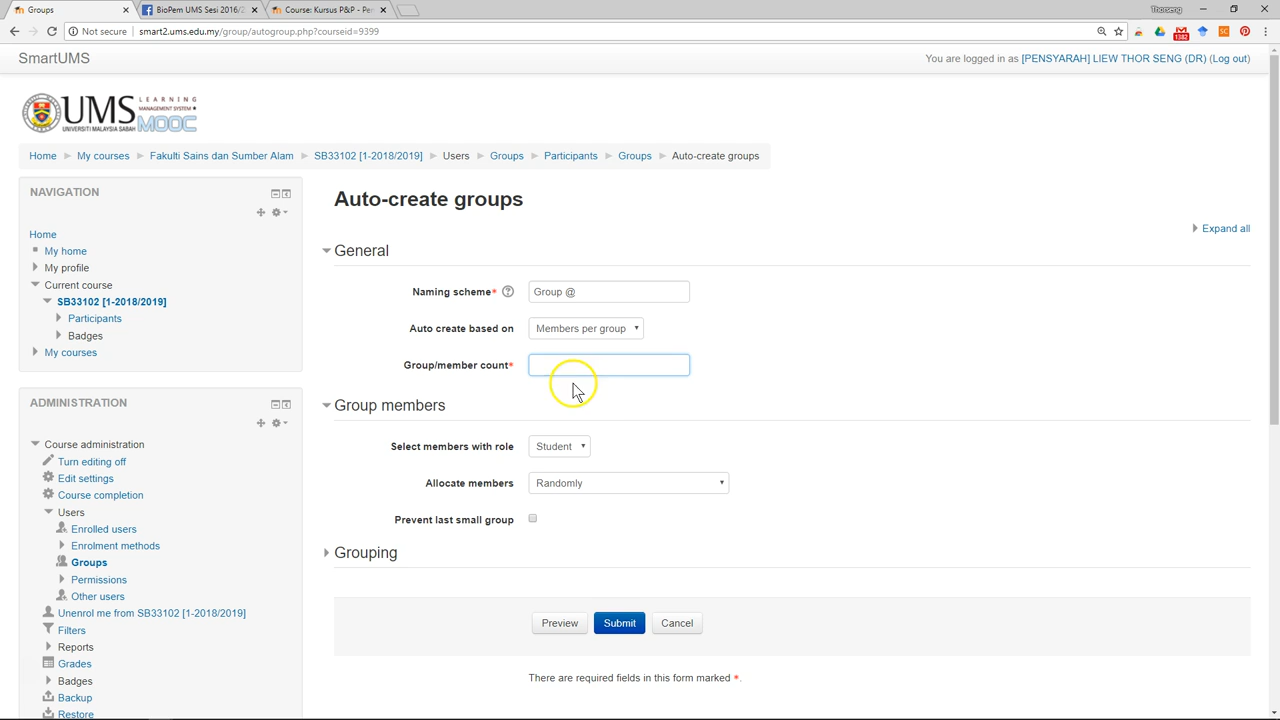 Groups
BioPem UMS Sesi 2016/2
Course: Kursus P&P - Pe
Thorseng
Not secure
smart2.ums.edu.my/group/autogroup.php?courseid=9399
1382
SmartUMS
You are logged in as [PENSYARAH] LIEW THOR SENG (DR) (Log out)
UMS
UNIVERSITI MALAYSIA SABAH
LEARNING
MANAGEMENT SYSTEM
MOOC
Home
My courses
Fakulti Sains dan Sumber Alam
SB33102 [1-2018/2019]
Users
Groups
Participants
Groups
Auto-create groups
NAVIGATION
Home
My home
My profile
Current course
SB33102 [1-2018/2019]
Participants
Badges
My courses
ADMINISTRATION
Course administration
Turn editing off
Edit settings
Course completion
Users
Enrolled users
Enrolment methods
Groups
Permissions
Other users
Unenrol me from SB33102 [1-2018/2019]
Filters
Reports
Grades
Badges
Backup
Restore
Auto-create groups
Expand all
General
Naming scheme* Group @
Auto create based on Members per group
Group/member count*
Group members
Select members with role Student
Allocate members Randomly
Prevent last small group
Grouping
Preview Submit Cancel
There are required fields in this form marked *.